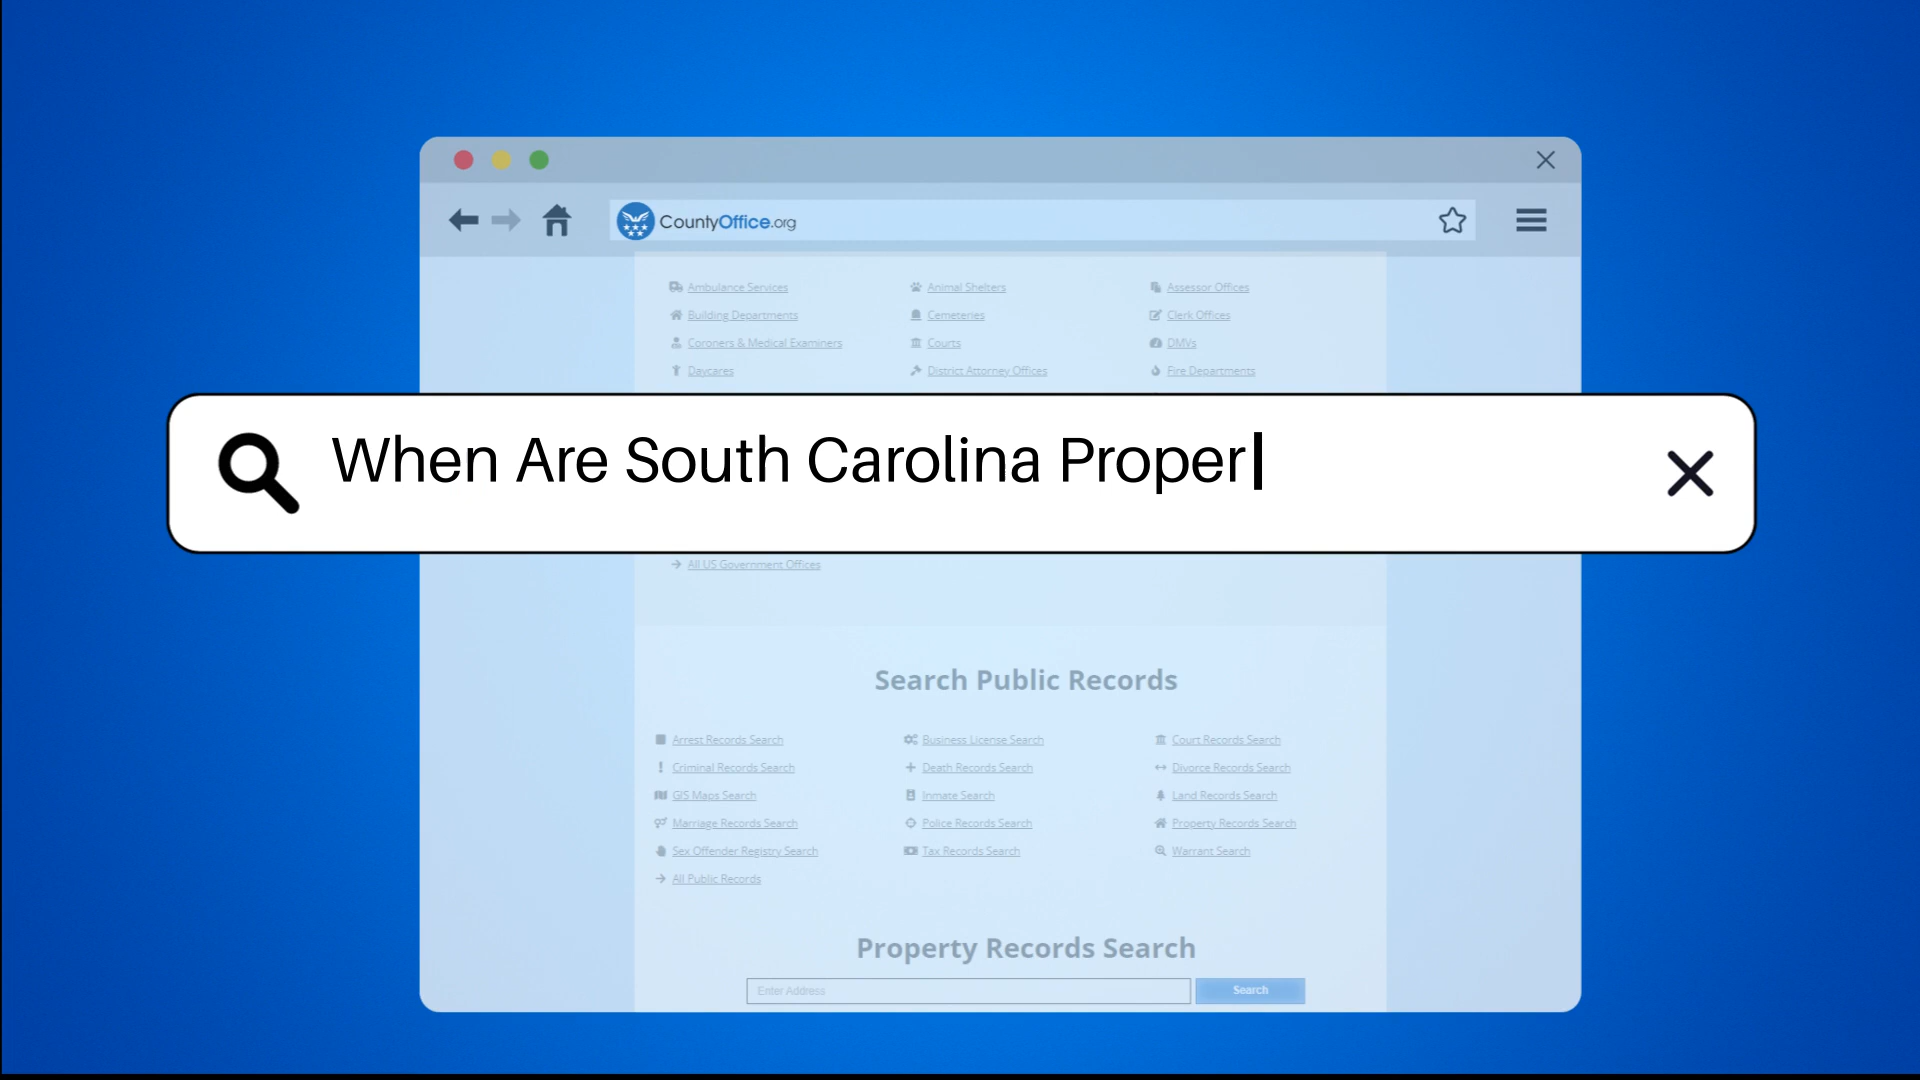 CountyOffice.org
Ambulance Services Animal Shelters Assessor Offices
Building Departments Cemeteries Clerk Offices
Coroners & Medical Examiners Courts DMVs
Daycares District Attorney Offices Fire Departments
When Are South Carolina Proper
All US Government Offices
Search Public Records
Arrest Records Search Business License Search Court Records Search
Criminal Records Search Death Records Search Divorce Records Search
GIS Maps Search Inmate Search Land Records Search
Marriage Records Search Police Records Search Property Records Search
Sex Offender Registry Search Tax Records Search Warrant Search
All Public Records
Property Records Search
Enter Address Search